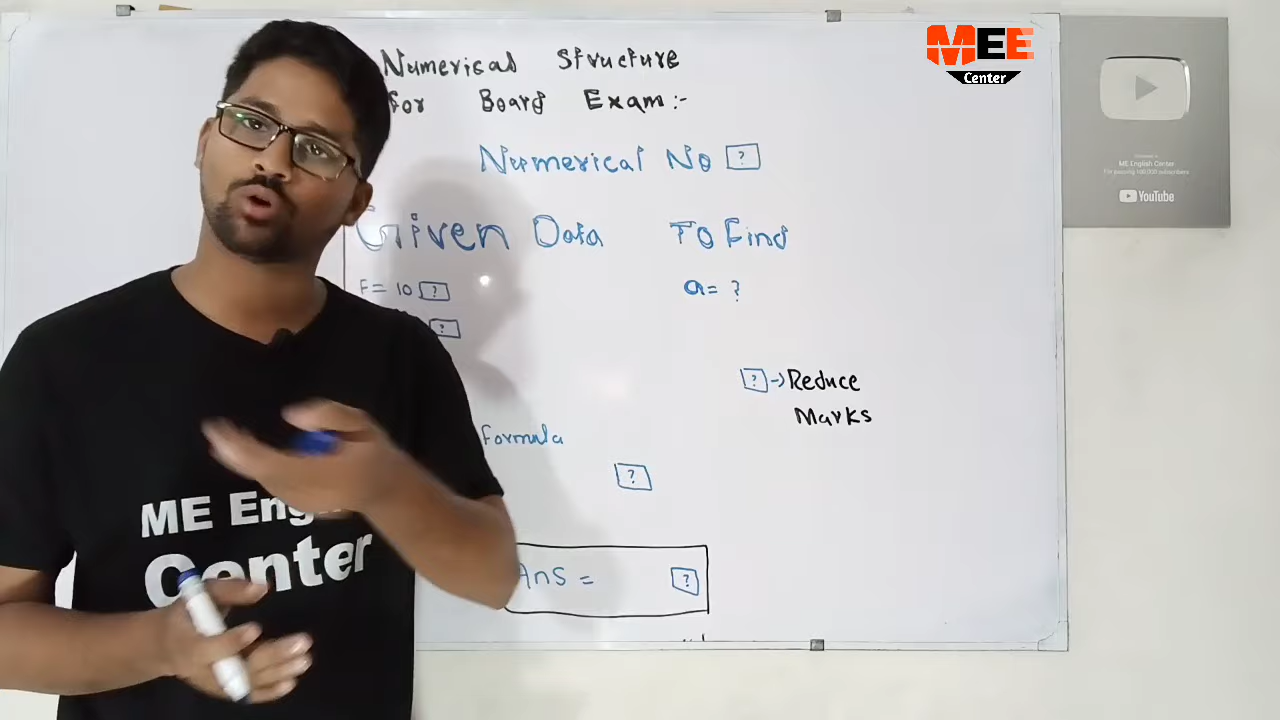 Numerical Structure
for Board Exam:-
MEE
Center
Numerical No ?
Given Data To Find
F= 10 ? a= ?
?
? → Reduce
Marks
Formula
?
Ans = ?
ME English Center
YouTube
ME Eng
Center